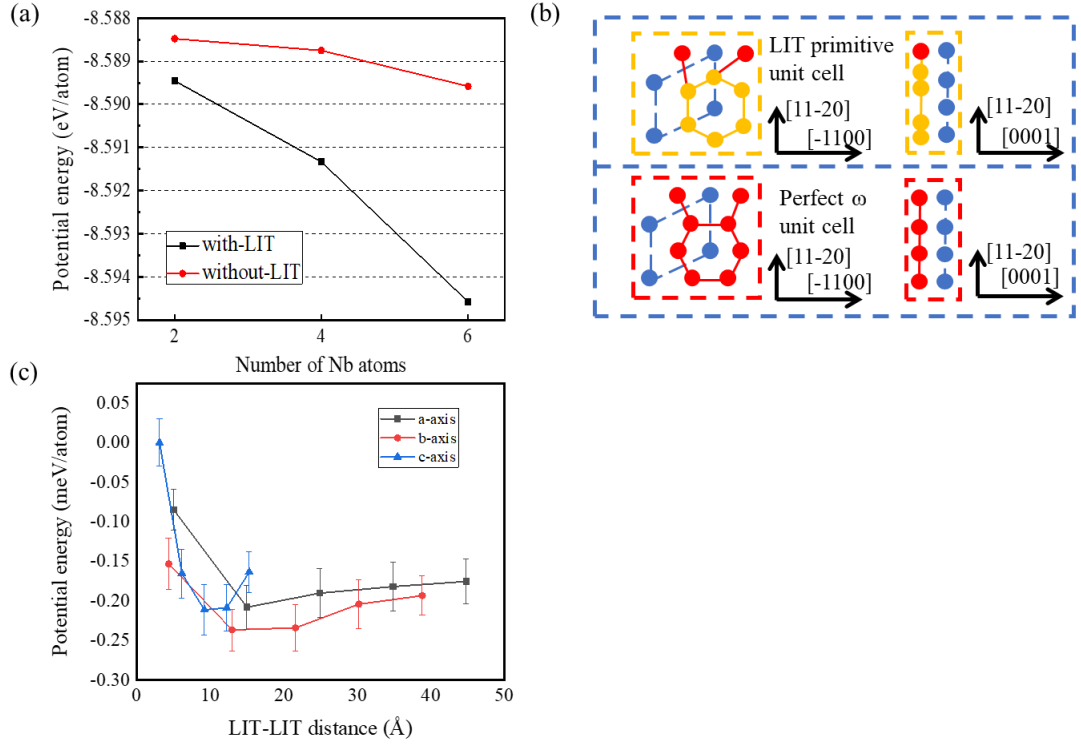 (a)
-8.588
-8.589
-8.590
-8.591
-8.592
-8.593
-8.594
-8.595
Potential energy (eV/atom)
with-LIT
without-LIT
2 4 6
Number of Nb atoms
(b)
LIT primitive
unit cell
[11-20]
[-1100]
[11-20]
[0001]
Perfect ω
unit cell
[11-20]
[-1100]
[11-20]
[0001]
(c)
0.05
0.00
-0.05
-0.10
-0.15
-0.20
-0.25
-0.30
Potential energy (meV/atom)
a-axis
b-axis
c-axis
0 10 20 30 40 50
LIT-LIT distance (Å)